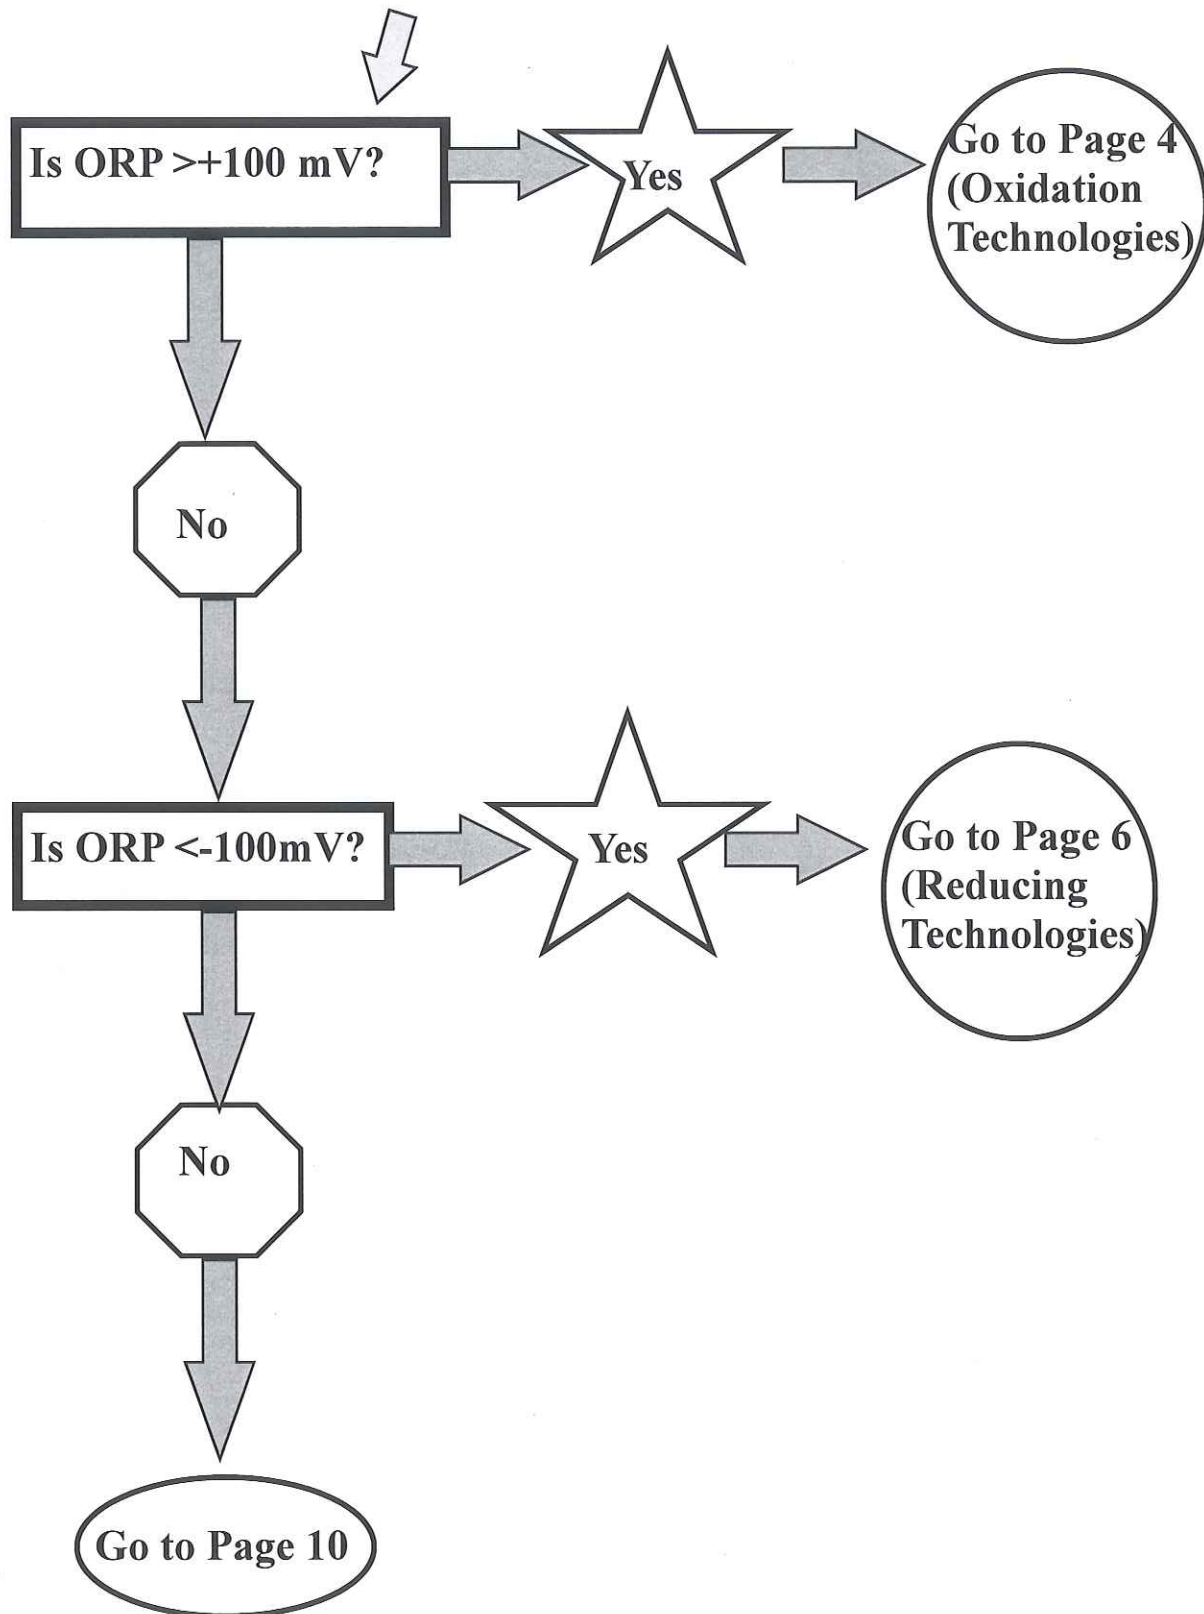 Is ORP >+100 mV?
Yes
Go to Page 4
(Oxidation
Technologies)
No
Is ORP <-100mV?
Yes
Go to Page 6
(Reducing
Technologies)
No
Go to Page 10